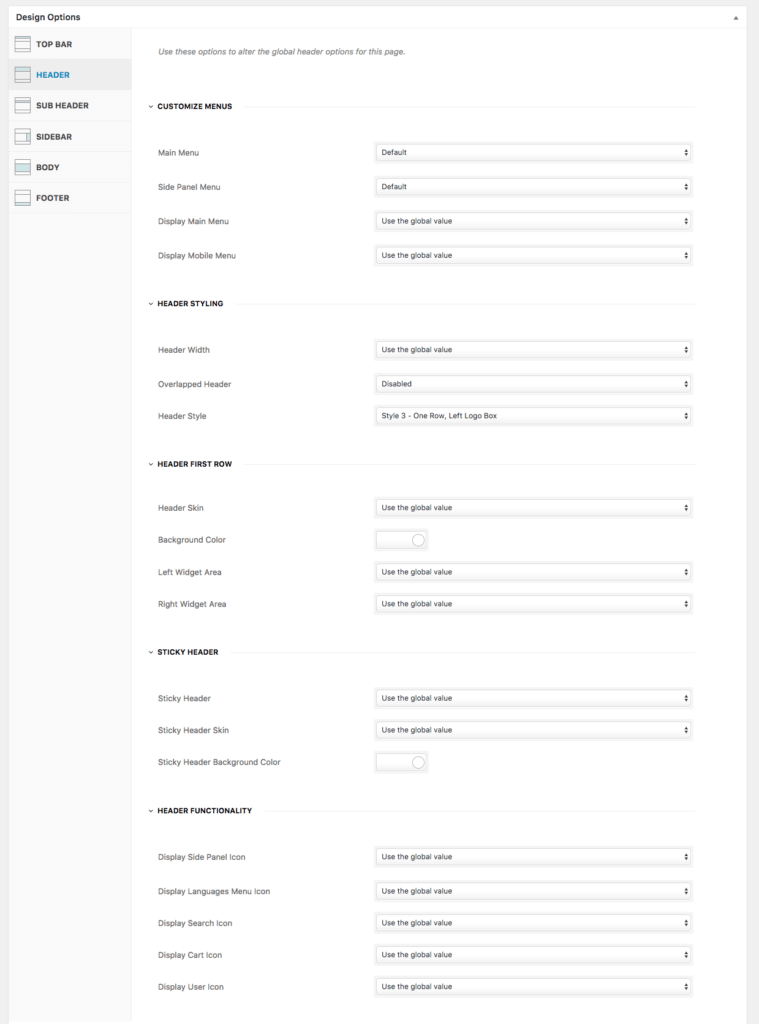 Design Options
TOP BAR
HEADER
SUB HEADER
SIDEBAR
BODY
FOOTER
Use these options to alter the global header options for this page.
CUSTOMIZE MENUS
Main Menu Default
Side Panel Menu Default
Display Main Menu Use the global value
Display Mobile Menu Use the global value
HEADER STYLING
Header Width Use the global value
Overlapped Header Disabled
Header Style Style 3 - One Row, Left Logo Box
HEADER FIRST ROW
Header Skin Use the global value
Background Color
Left Widget Area Use the global value
Right Widget Area Use the global value
STICKY HEADER
Sticky Header Use the global value
Sticky Header Skin Use the global value
Sticky Header Background Color
HEADER FUNCTIONALITY
Display Side Panel Icon Use the global value
Display Languages Menu Icon Use the global value
Display Search Icon Use the global value
Display Cart Icon Use the global value
Display User Icon Use the global value